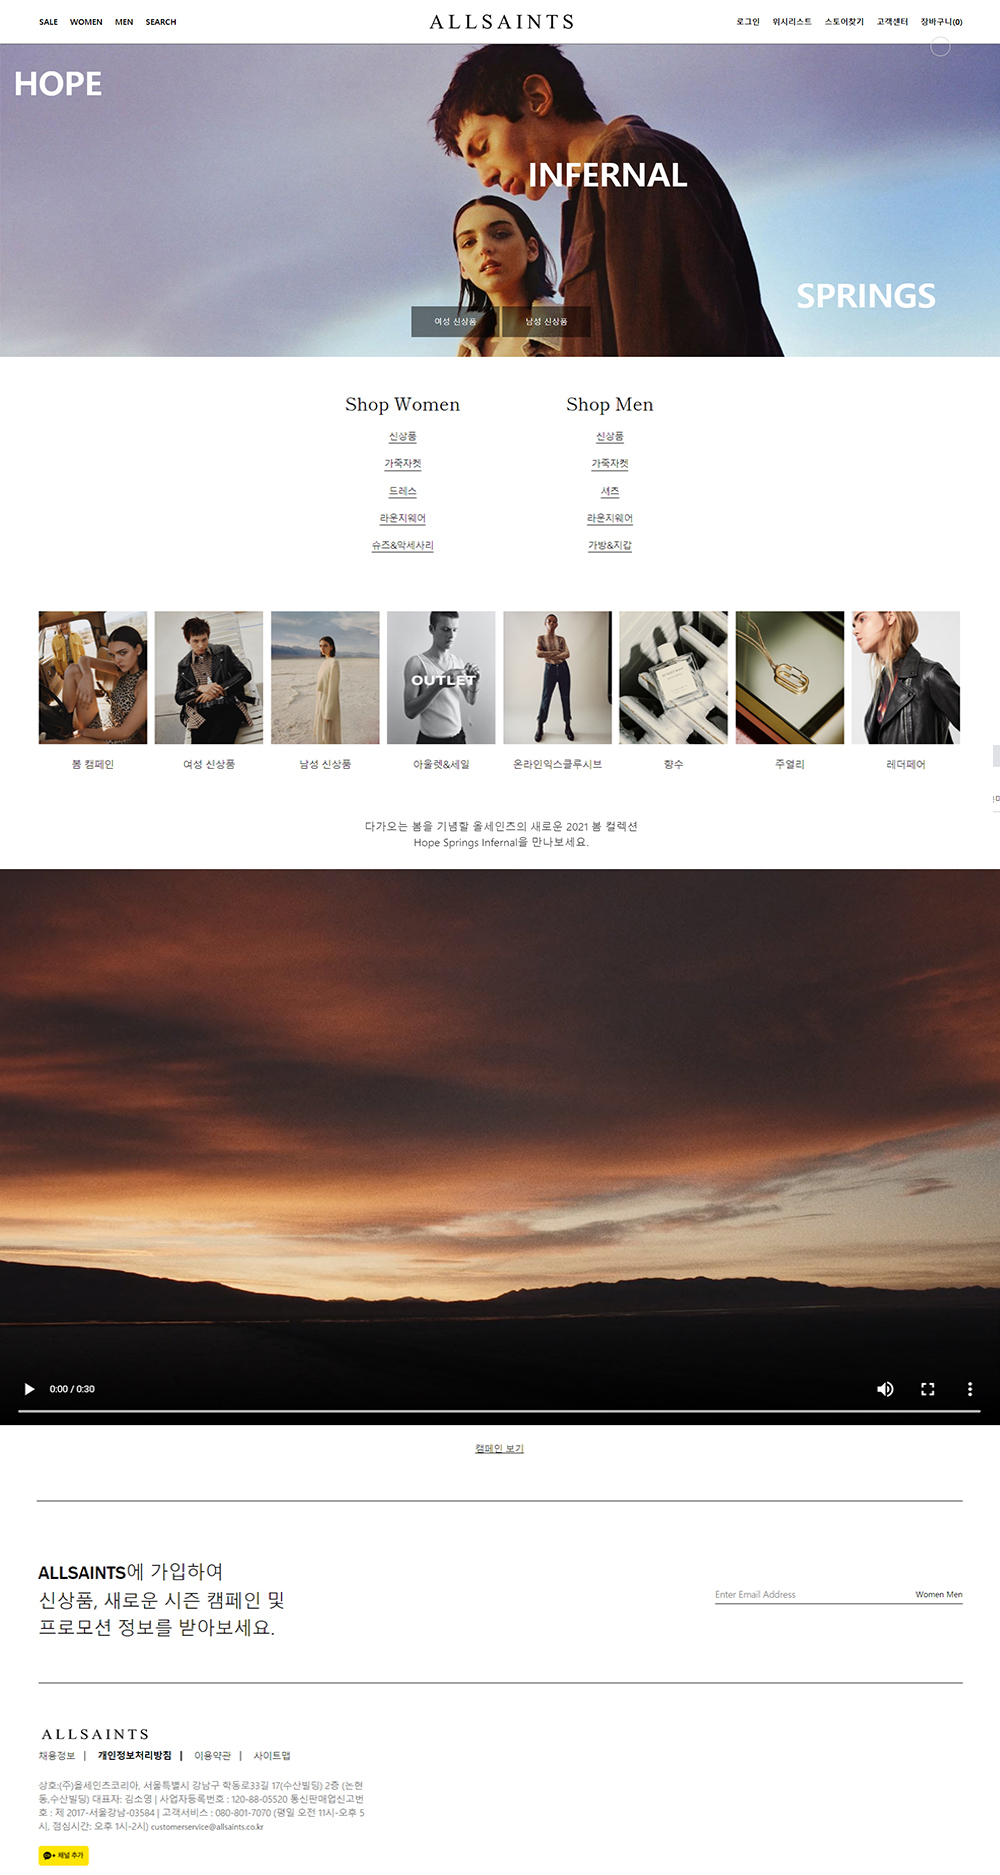 SALE WOMEN MEN SEARCH
ALLSAINTS
로그인 위시리스트 스토어찾기 고객센터 장바구니(0)
HOPE
INFERNAL
SPRINGS
여성 신상품 남성 신상품
Shop Women
신상품
가죽자켓
드레스
라운지웨어
슈즈&악세사리
Shop Men
신상품
가죽자켓
셔츠
라운지웨어
가방&지갑
OUTLET
봄 캠페인 여성 신상품 남성 신상품 아울렛&세일 온라인익스클루시브 향수 주얼리 레더페어
다가오는 봄을 기념할 올세인츠의 새로운 2021 봄 컬렉션
Hope Springs Infernal을 만나보세요.
0:00 / 0:30
캠페인 보기
ALLSAINTS에 가입하여
신상품, 새로운 시즌 캠페인 및
프로모션 정보를 받아보세요.
Enter Email Address Women Men
ALLSAINTS
채용정보 | 개인정보처리방침 | 이용약관 | 사이트맵
상호:(주)올세인츠코리아, 서울특별시 강남구 학동로33길 17(수산빌딩) 2층 (논현
동,수산빌딩) 대표자: 김소영 | 사업자등록번호 : 120-88-05520 통신판매업신고번
호 : 제 2017-서울강남-03584 | 고객서비스 : 080-801-7070 (평일 오전 11시-오후 5
시, 점심시간: 오후 1시-2시) customerservice@allsaints.co.kr
채널 추가